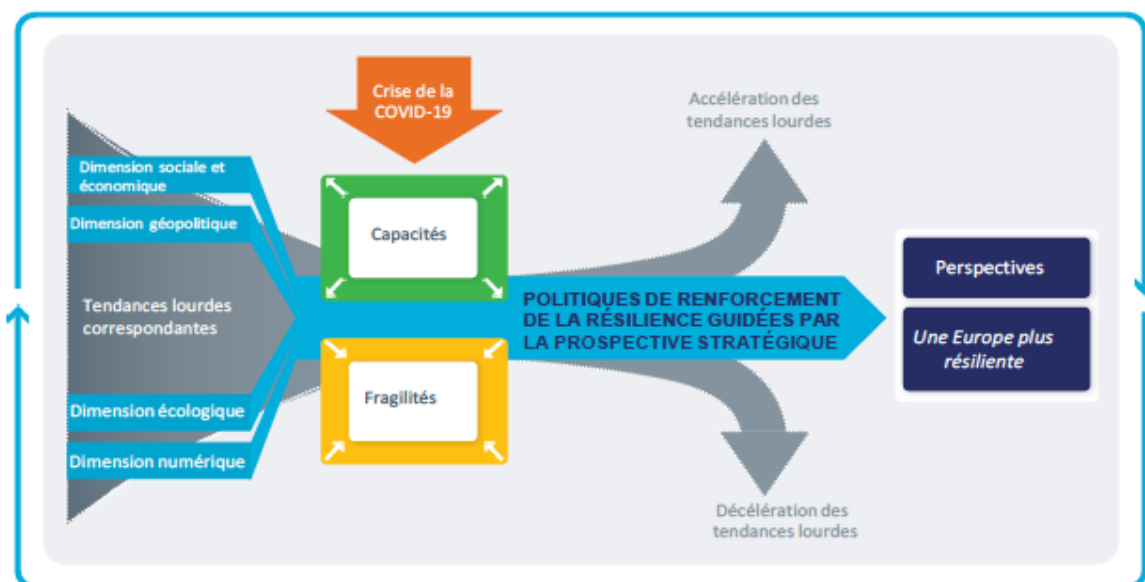 Crise de la
COVID-19
Accélération des
tendances lourdes
Dimension sociale et
économique
Dimension géopolitique
Capacités
Tendances lourdes
correspondantes
POLITIQUES DE RENFORCEMENT
DE LA RÉSILIENCE GUIDÉES PAR
LA PROSPECTIVE STRATÉGIQUE
Perspectives
Une Europe plus
résiliente
Fragilités
Dimension écologique
Dimension numérique
Décélération des
tendances lourdes